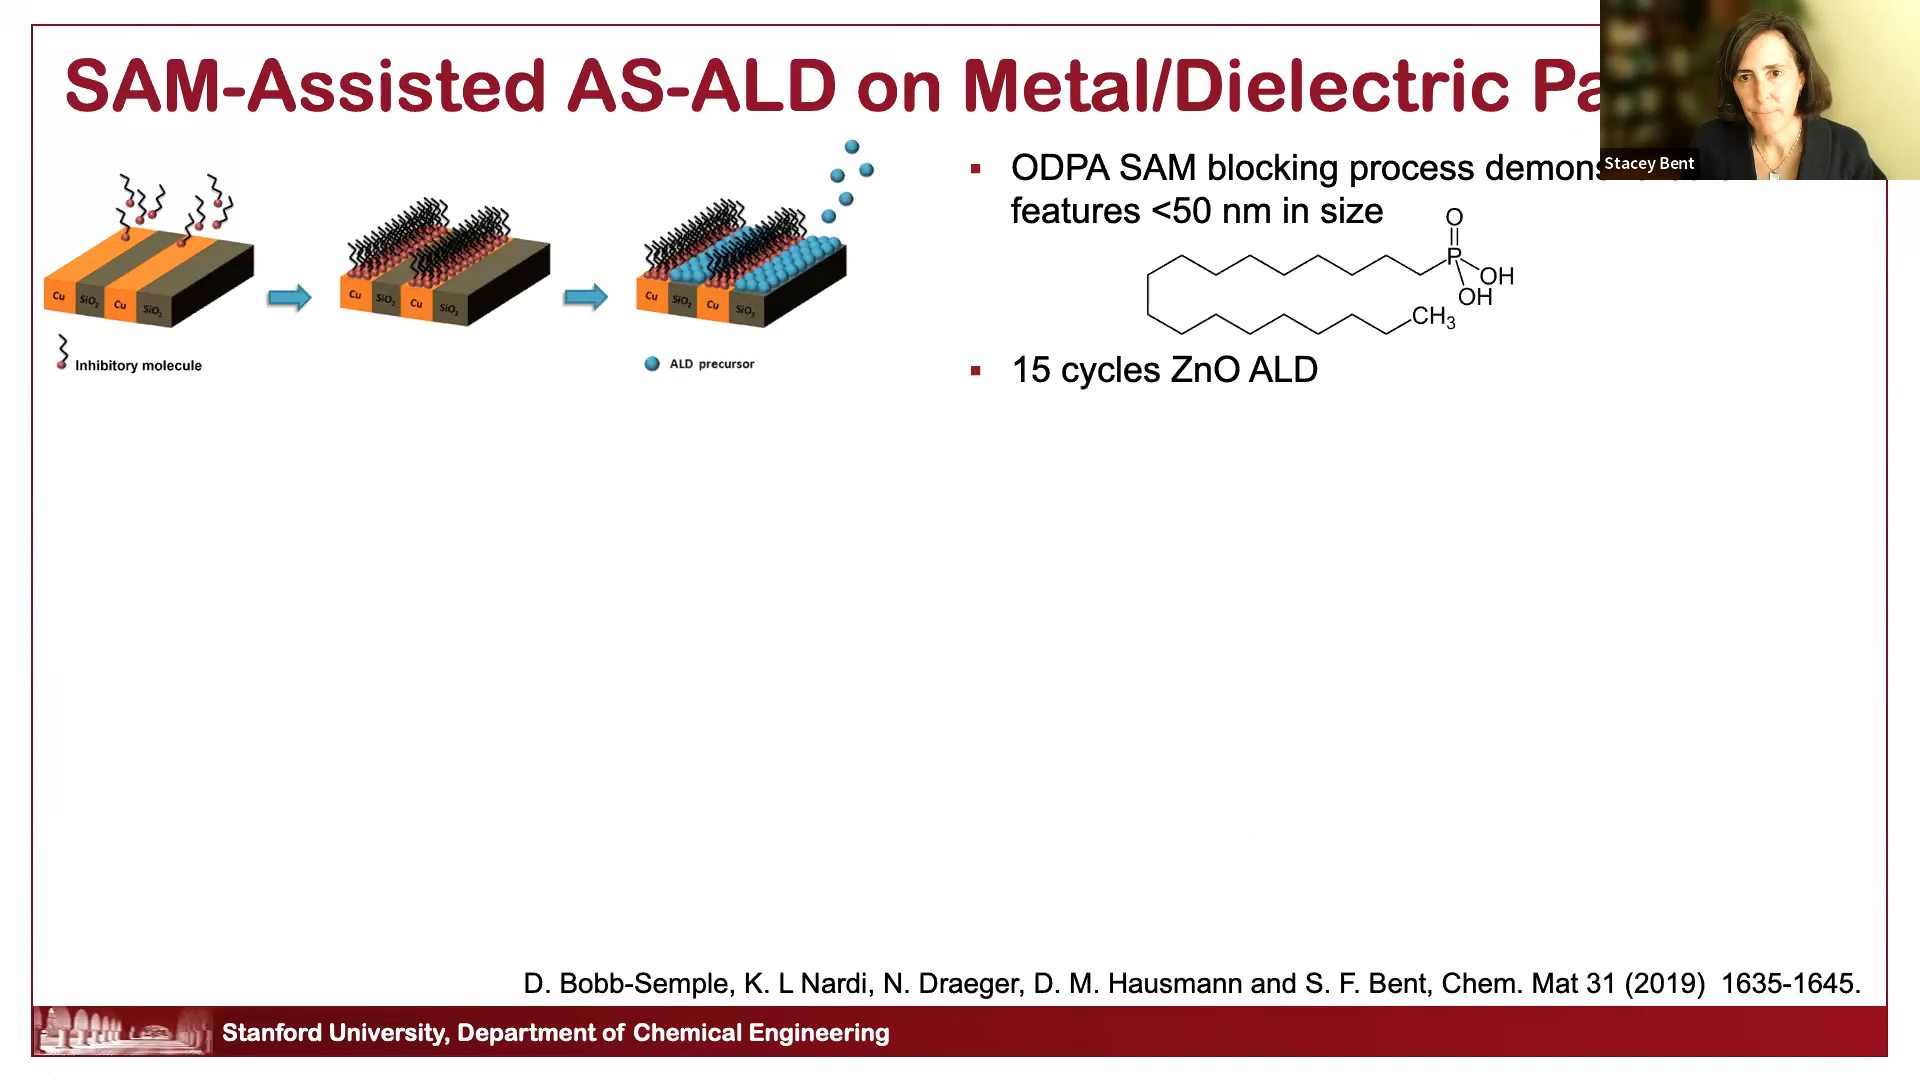 SAM-Assisted AS-ALD on Metal/Dielectric
Stacey Bent
▪ ODPA SAM blocking process
features <50 nm in size
O
P
OH
OH
CH3
Cu SiO2 Cu SiO2
Cu SiO2 Cu SiO2
Cu SiO2 Cu SiO2
Inhibitory molecule
ALD precursor
▪ 15 cycles ZnO ALD
D. Bobb-Semple, K. L Nardi, N. Draeger, D. M. Hausmann and S. F. Bent, Chem. Mat 31 (2019) 1635-1645.
Stanford University, Department of Chemical Engineering